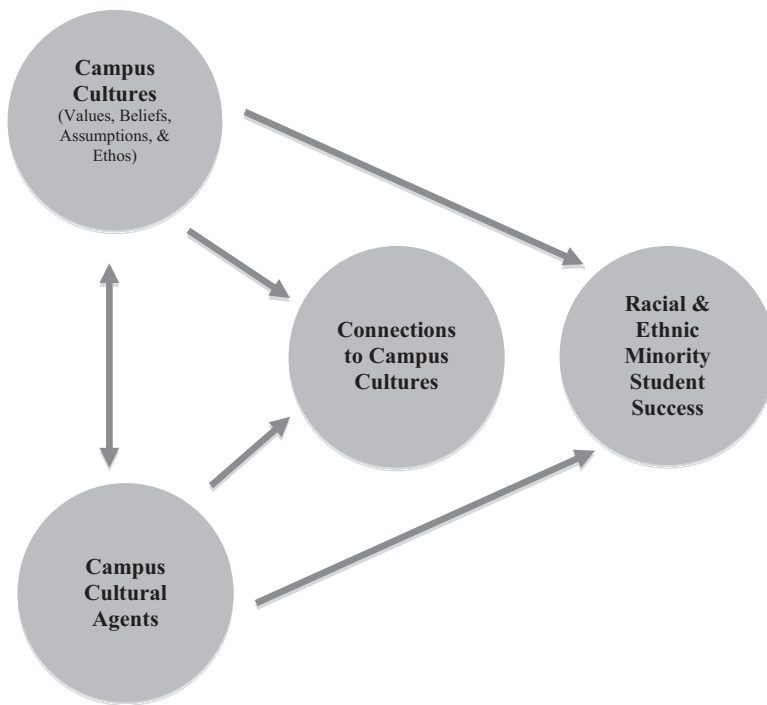 Campus
Cultures
(Values, Beliefs,
Assumptions, &
Ethos)
Connections
to Campus
Cultures
Racial &
Ethnic
Minority
Student
Success
Campus
Cultural
Agents